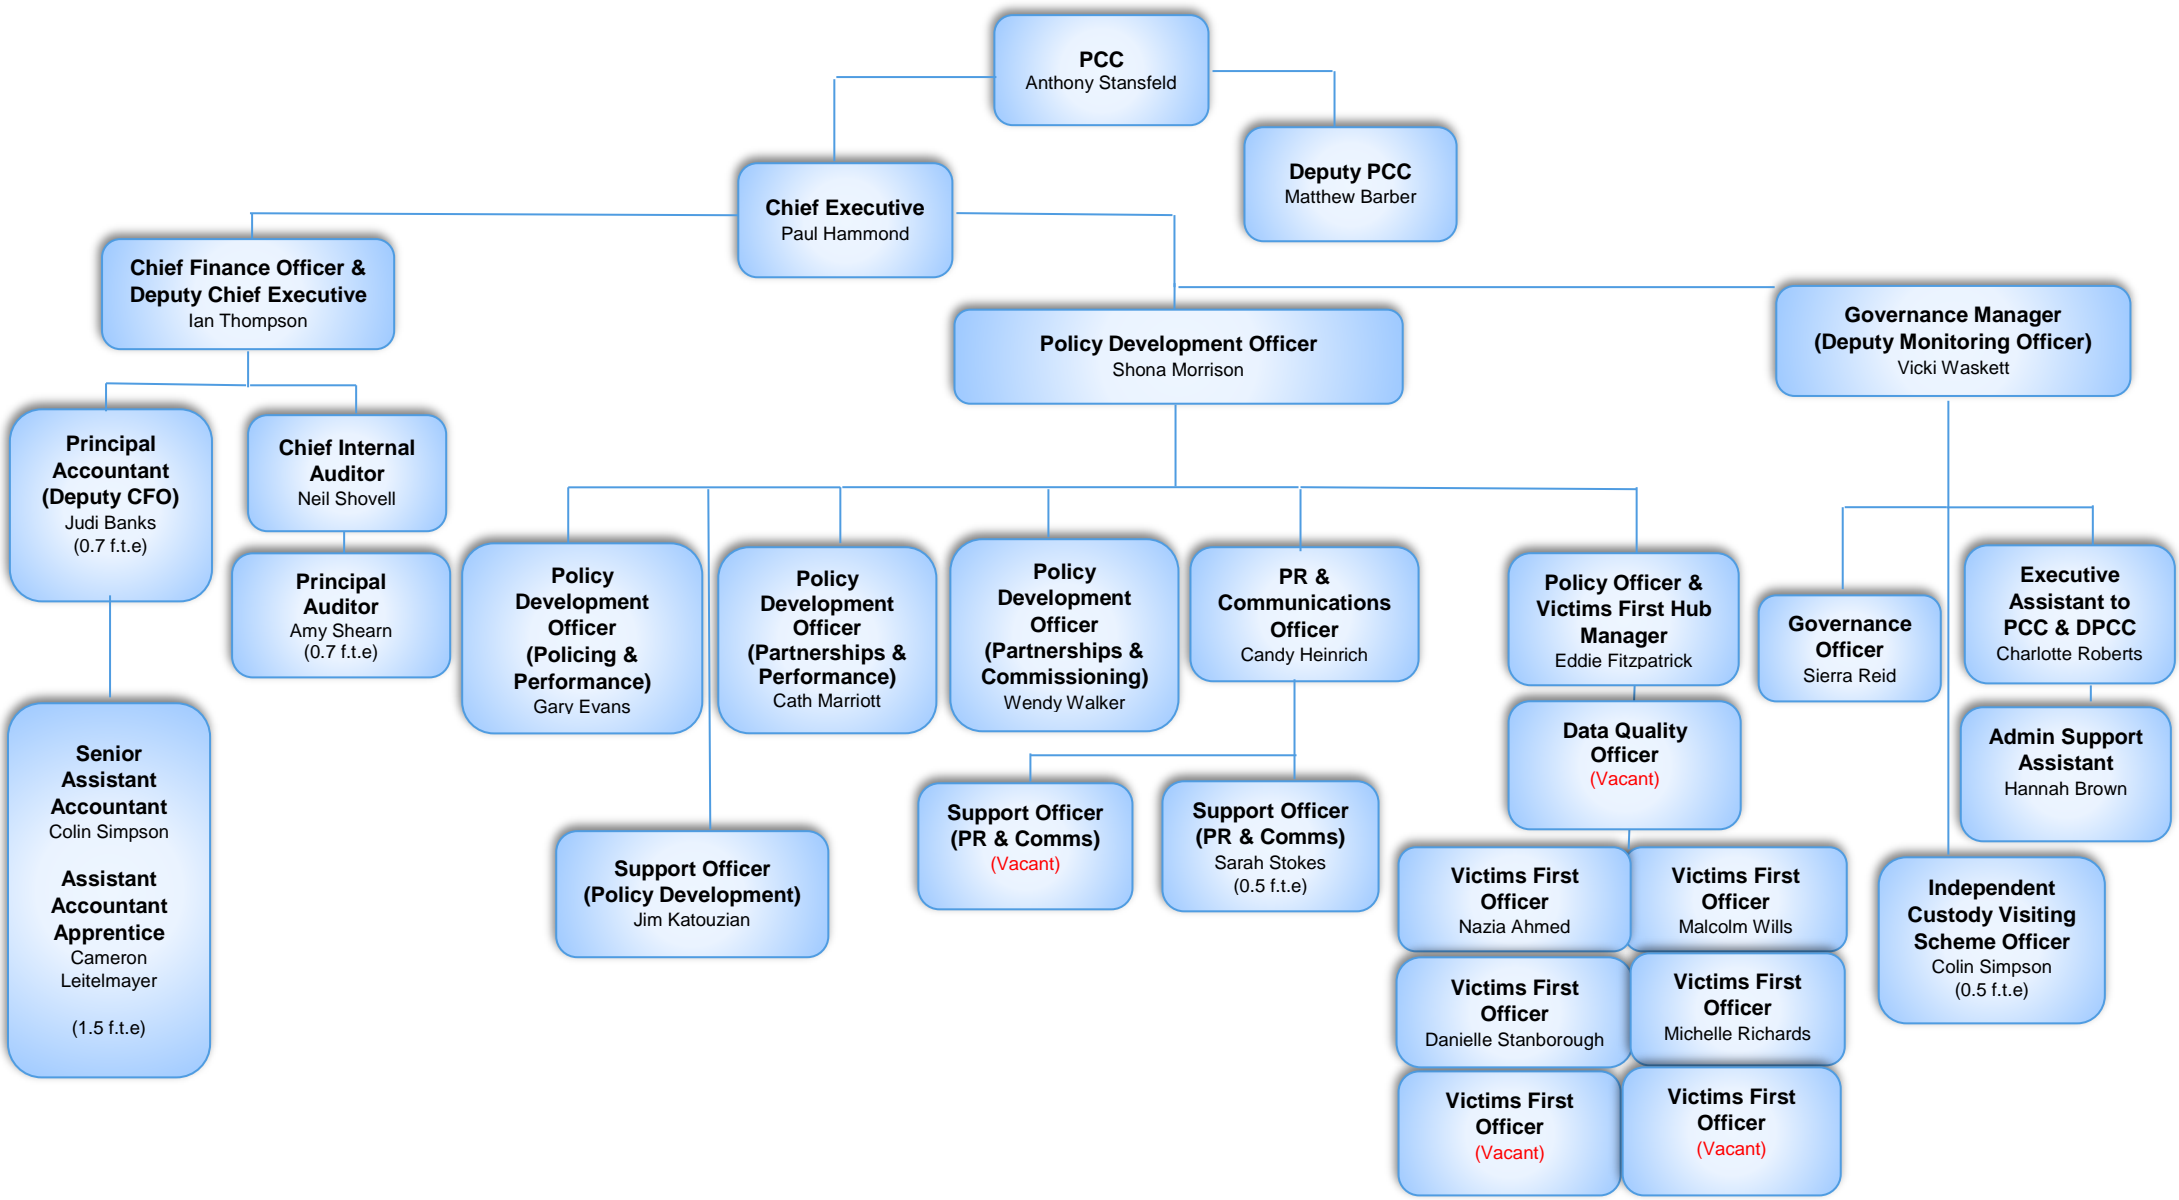 PCC
Anthony Stansfeld
Deputy PCC
Matthew Barber
Chief Executive
Paul Hammond
Chief Finance Officer &
Deputy Chief Executive
Ian Thompson
Policy Development Officer
Shona Morrison
Governance Manager
(Deputy Monitoring Officer)
Vicki Waskett
Principal
Accountant
(Deputy CFO)
Judi Banks
(0.7 f.t.e)
Chief Internal
Auditor
Neil Shovell
Principal
Auditor
Amy Shearn
(0.7 f.t.e)
Senior
Assistant
Accountant
Colin Simpson
Assistant
Accountant
Apprentice
Cameron
Leitelmayer
(1.5 f.t.e)
Policy
Development
Officer
(Policing &
Performance)
Gary Evans
Support Officer
(Policy Development)
Jim Katouzian
Policy
Development
Officer
(Partnerships &
Performance)
Cath Marriott
Policy
Development
Officer
(Partnerships &
Commissioning)
Wendy Walker
PR &
Communications
Officer
Candy Heinrich
Support Officer
(PR & Comms)
(Vacant)
Support Officer
(PR & Comms)
Sarah Stokes
(0.5 f.t.e)
Policy Officer &
Victims First Hub
Manager
Eddie Fitzpatrick
Data Quality
Officer
(Vacant)
Victims First
Officer
Nazia Ahmed
Victims First
Officer
Malcolm Wills
Victims First
Officer
Danielle Stanborough
Victims First
Officer
Michelle Richards
Victims First
Officer
(Vacant)
Victims First
Officer
(Vacant)
Governance
Officer
Sierra Reid
Executive
Assistant to
PCC & DPCC
Charlotte Roberts
Admin Support
Assistant
Hannah Brown
Independent
Custody Visiting
Scheme Officer
Colin Simpson
(0.5 f.t.e)